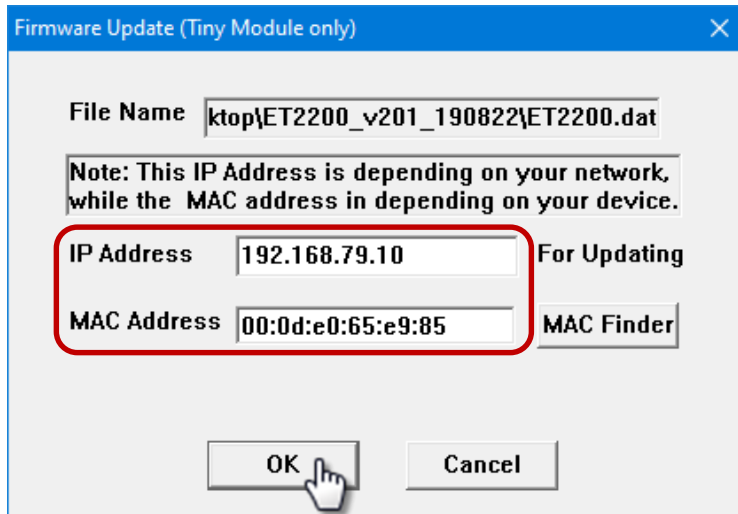 Firmware Update (Tiny Module only)
File Name ktop\ET2200_v201_190822\ET2200.dat
Note: This IP Address is depending on your network,
while the MAC address in depending on your device.
IP Address 192.168.79.10 For Updating
MAC Address 00:0d:e0:65:e9:85 MAC Finder
OK Cancel